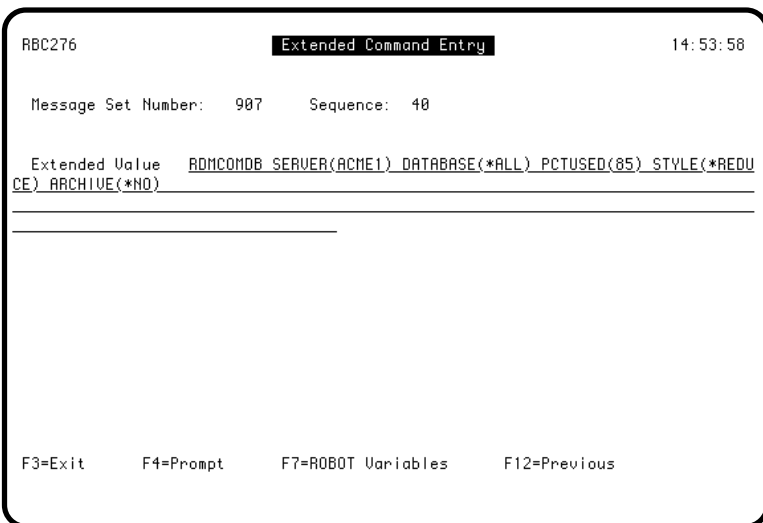 RBC276 Extended Command Entry 14:53:58
Message Set Number: 907 Sequence: 40
Extended Value RDMCOMDB SERVER(ACME1) DATABASE(*ALL) PCTUSED(85) STYLE(*REDU
CE) ARCHIVE(*NO)
F3=Exit F4=Prompt F7=ROBOT Variables F12=Previous